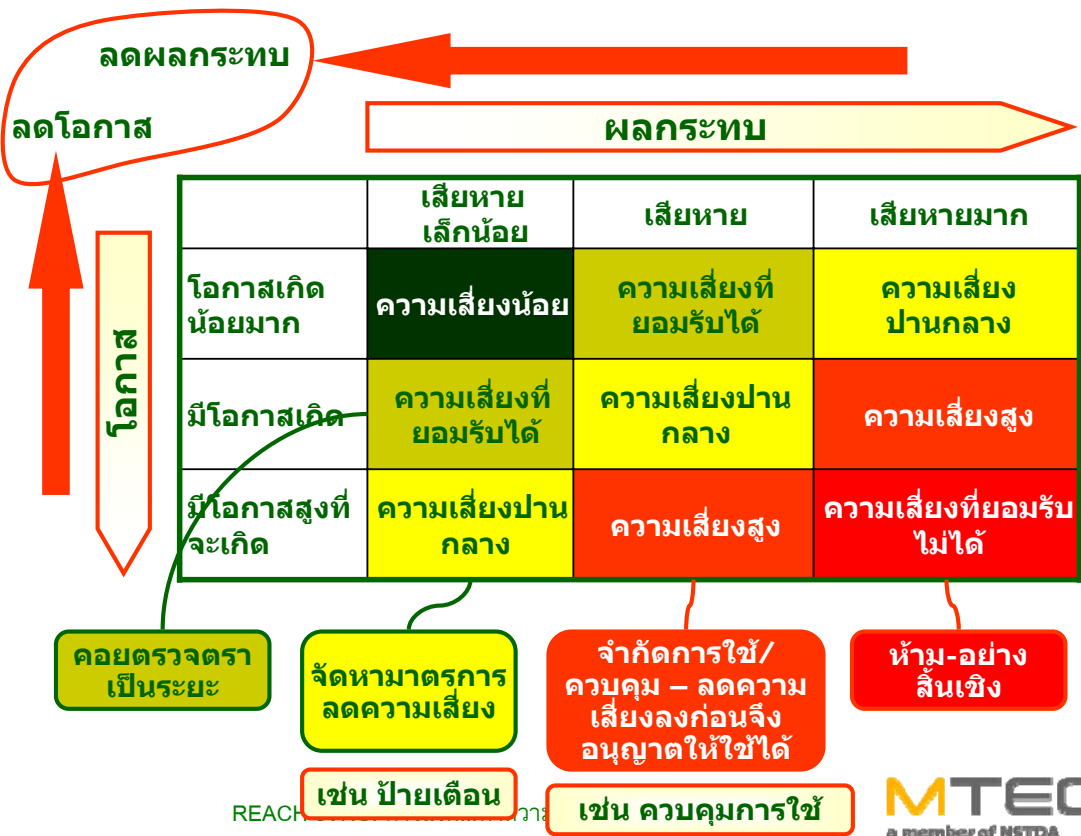 ลดผลกระทบ
ลดโอกาส
ผลกระทบ
เสียหาย
เล็กน้อย
เสียหาย
เสียหายมาก
โอกาส
โอกาสเกิด
น้อยมาก
ความเสี่ยงน้อย
ความเสี่ยงที่
ยอมรับได้
ความเสี่ยง
ปานกลาง
มีโอกาสเกิด
ความเสี่ยงที่
ยอมรับได้
ความเสี่ยงปาน
กลาง
ความเสี่ยงสูง
มีโอกาสสูงที่
จะเกิด
ความเสี่ยงปาน
กลาง
ความเสี่ยงสูง
ความเสี่ยงที่ยอมรับ
ไม่ได้
คอยตรวจตรา
เป็นระยะ
จัดหามาตรการ
ลดความเสี่ยง
จำกัดการใช้/
ควบคุม – ลดความ
เสี่ยงลงก่อนจึง
อนุญาตให้ใช้ได้
ห้าม-อย่าง
สิ้นเชิง
เช่น ป้ายเตือน
เช่น ควบคุมการใช้
REACH
MTEC
a member of NSTDA